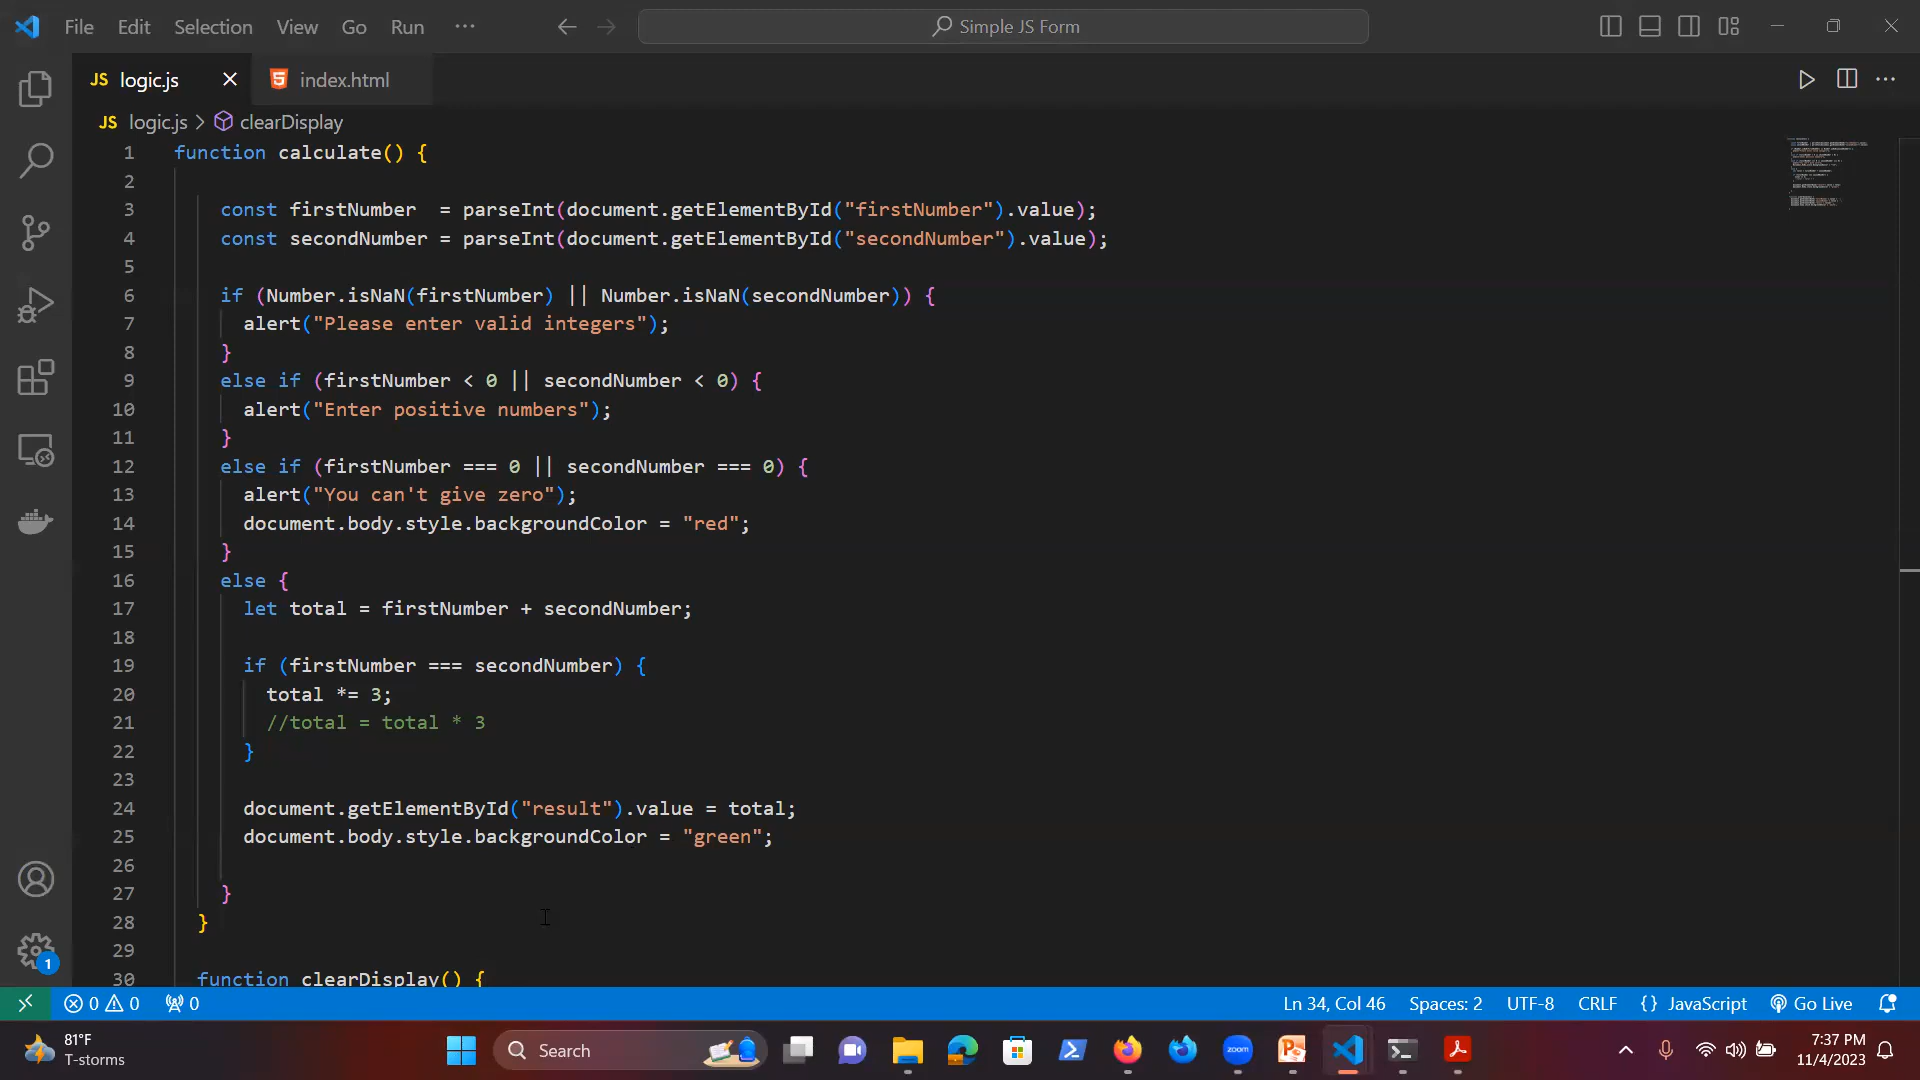 File Edit Selection View Go Run ··· Simple JS Form
JS logic.js index.html
JS logic.js > clearDisplay
1 function calculate() {
2
3 const firstNumber  = parseInt(document.getElementById("firstNumber").value);
4 const secondNumber = parseInt(document.getElementById("secondNumber").value);
5
6 if (Number.isNaN(firstNumber) || Number.isNaN(secondNumber)) {
7 alert("Please enter valid integers");
8 }
9 else if (firstNumber < 0 || secondNumber < 0) {
10 alert("Enter positive numbers");
11 }
12 else if (firstNumber === 0 || secondNumber === 0) {
13 alert("You can't give zero");
14 document.body.style.backgroundColor = "red";
15 }
16 else {
17 let total = firstNumber + secondNumber;
18
19 if (firstNumber === secondNumber) {
20 total *= 3;
21 //total = total * 3
22 }
23
24 document.getElementById("result").value = total;
25 document.body.style.backgroundColor = "green";
26
27 }
28 }
29
30 function clearDisplay() {
1
0 0 0 Ln 34, Col 46 Spaces: 2 UTF-8 CRLF {} JavaScript Go Live
81°F
T-storms
Search
zoom
7:37 PM
11/4/2023